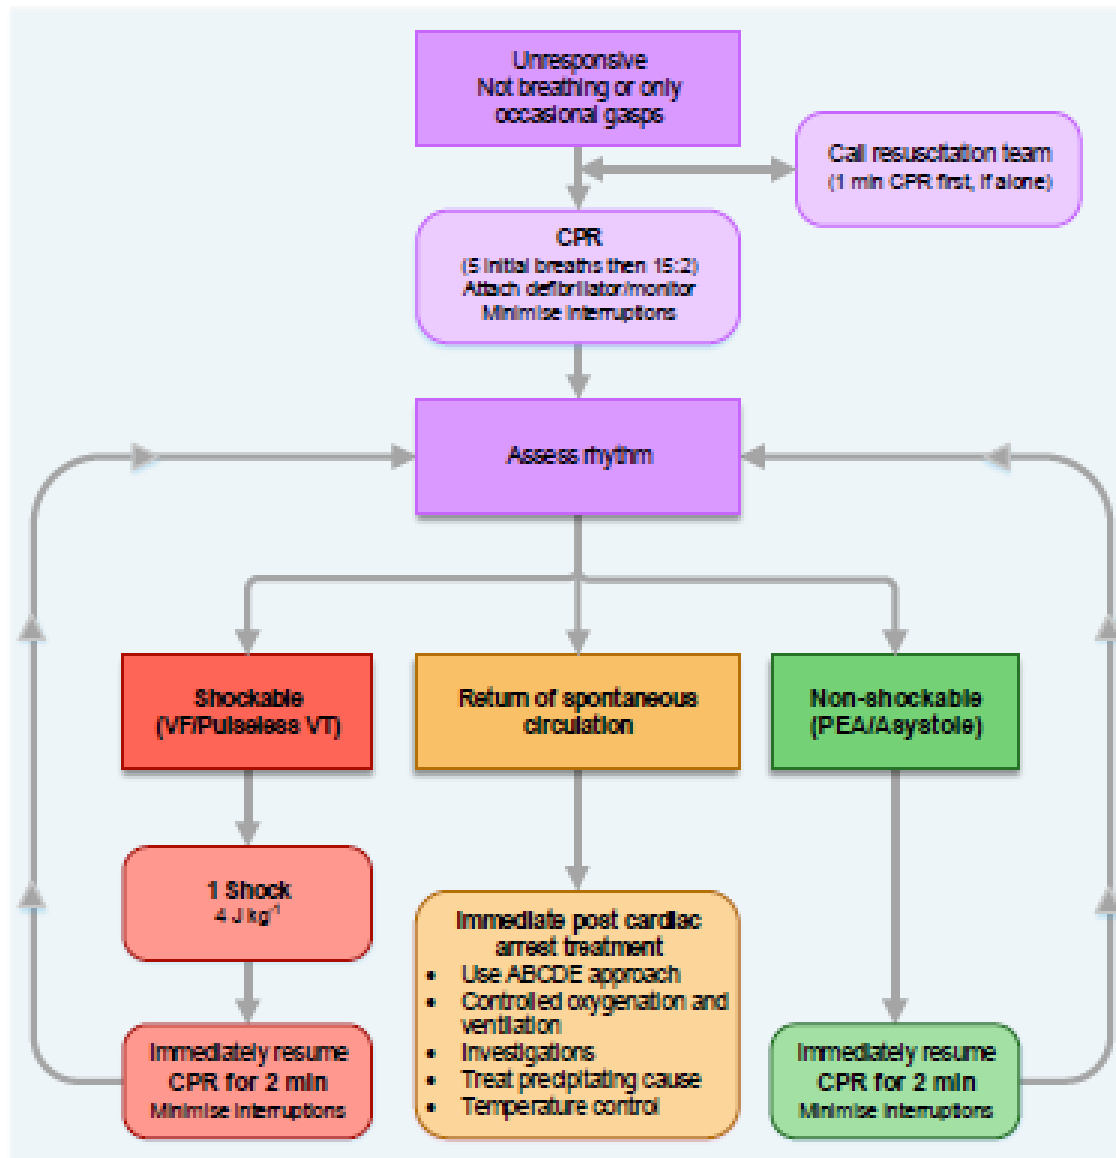 Unresponsive
Not breathing or only
occasional gasps
Call resuscitation team
(1 min CPR first, if alone)
CPR
(5 initial breaths then 15:2)
Attach defibrillator/monitor
Minimise interruptions
Assess rhythm
Shockable
(VF/Pulseless VT)
Return of spontaneous
circulation
Non-shockable
(PEA/Asystole)
1 Shock
4 J kg⁻¹
Immediate post cardiac
arrest treatment
• Use ABCDE approach
• Controlled oxygenation and
ventilation
• Investigations
• Treat precipitating cause
• Temperature control
Immediately resume
CPR for 2 min
Minimise interruptions
Immediately resume
CPR for 2 min
Minimise interruptions